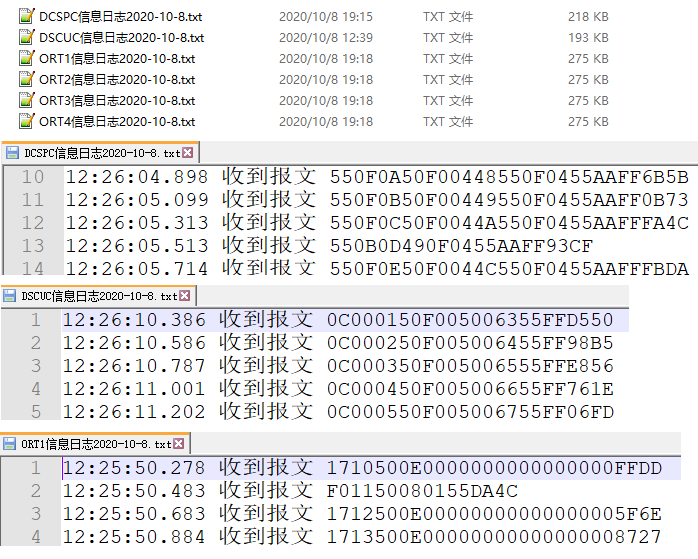 DCSPC信息日志2020-10-8.txt 2020/10/8 19:15 TXT 文件 218 KB
DSCUC信息日志2020-10-8.txt 2020/10/8 12:39 TXT 文件 193 KB
ORT1信息日志2020-10-8.txt 2020/10/8 19:18 TXT 文件 275 KB
ORT2信息日志2020-10-8.txt 2020/10/8 19:18 TXT 文件 275 KB
ORT3信息日志2020-10-8.txt 2020/10/8 19:18 TXT 文件 275 KB
ORT4信息日志2020-10-8.txt 2020/10/8 19:18 TXT 文件 275 KB
DCSPC信息日志2020-10-8.txt
10 12:26:04.898 收到报文 550F0A50F00448550F0455AAFF6B5B
11 12:26:05.099 收到报文 550F0B50F00449550F0455AAFF0B73
12 12:26:05.313 收到报文 550F0C50F0044A550F0455AAFFFA4C
13 12:26:05.513 收到报文 550B0D490F0455AAFF93CF
14 12:26:05.714 收到报文 550F0E50F0044C550F0455AAFFFBDA
DSCUC信息日志2020-10-8.txt
1 12:26:10.386 收到报文 0C000150F005006355FFD550
2 12:26:10.586 收到报文 0C000250F005006455FF98B5
3 12:26:10.787 收到报文 0C000350F005006555FFE856
4 12:26:11.001 收到报文 0C000450F005006655FF761E
5 12:26:11.202 收到报文 0C000550F005006755FF06FD
ORT1信息日志2020-10-8.txt
1 12:25:50.278 收到报文 1710500E0000000000000000FFDD
2 12:25:50.483 收到报文 F01150080155DA4C
3 12:25:50.683 收到报文 1712500E00000000000000005F6E
4 12:25:50.884 收到报文 1713500E00000000000000008727